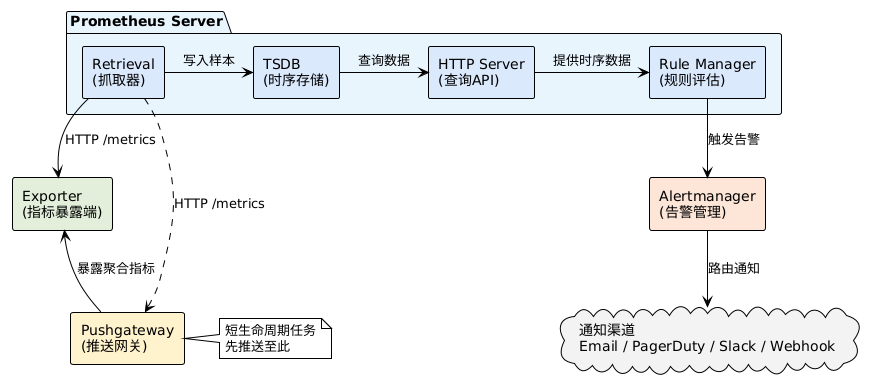 Prometheus Server
Retrieval
(抓取器)
写入样本
TSDB
(时序存储)
查询数据
HTTP Server
(查询API)
提供时序数据
Rule Manager
(规则评估)
HTTP /metrics
触发告警
Exporter
(指标暴露端)
HTTP /metrics
Alertmanager
(告警管理)
暴露聚合指标
路由通知
Pushgateway
(推送网关)
短生命周期任务
先推送至此
通知渠道
Email / PagerDuty / Slack / Webhook